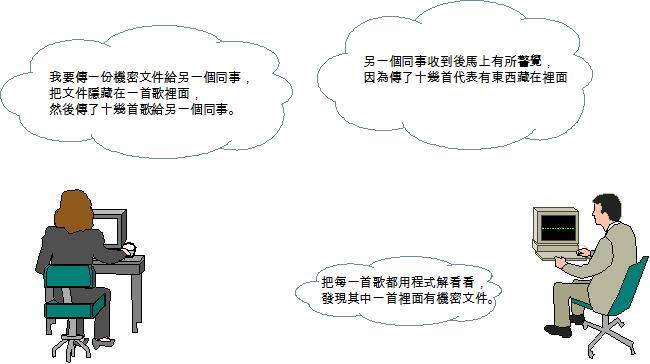 我要傳一份機密文件給另一個同事，
把文件隱藏在一首歌裡面，
然後傳了十幾首歌給另一個同事。
另一個同事收到後馬上有所警覺，
因為傳了十幾首代表有東西藏在裡面
把每一首歌都用程式解看看，
發現其中一首裡面有機密文件。